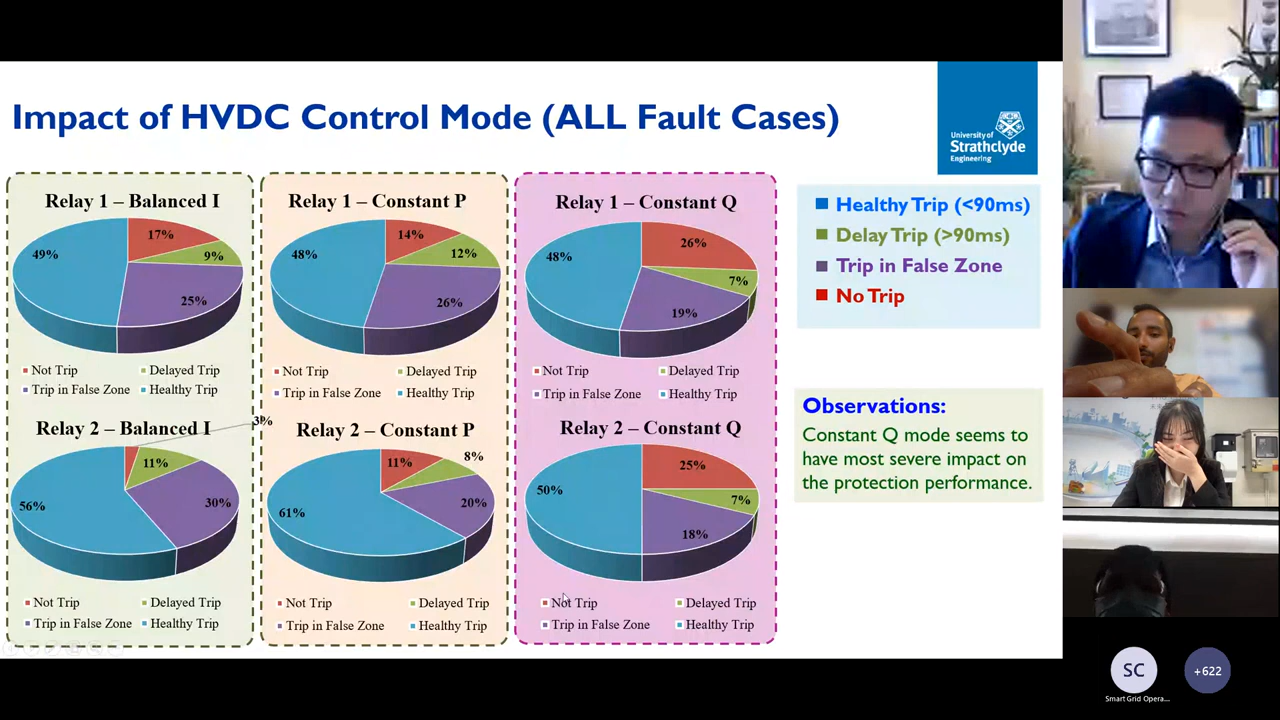 Impact of HVDC Control Mode (ALL Fault Cases)
University of
Strathclyde
Engineering
Relay 1 – Balanced I
17%
9%
25%
49%
Not Trip
Delayed Trip
Trip in False Zone
Healthy Trip
Relay 1 – Constant P
14%
12%
26%
48%
Not Trip
Delayed Trip
Trip in False Zone
Healthy Trip
Relay 1 – Constant Q
26%
7%
19%
48%
Not Trip
Delayed Trip
Trip in False Zone
Healthy Trip
Relay 2 – Balanced I
3%
11%
30%
56%
Not Trip
Delayed Trip
Trip in False Zone
Healthy Trip
Relay 2 – Constant P
11%
8%
20%
61%
Not Trip
Delayed Trip
Trip in False Zone
Healthy Trip
Relay 2 – Constant Q
25%
7%
18%
50%
Not Trip
Delayed Trip
Trip in False Zone
Healthy Trip
Healthy Trip (<90ms)
Delay Trip (>90ms)
Trip in False Zone
No Trip
Observations:
Constant Q mode seems to
have most severe impact on
the protection performance.
SC
+622
Smart Grid Opera...